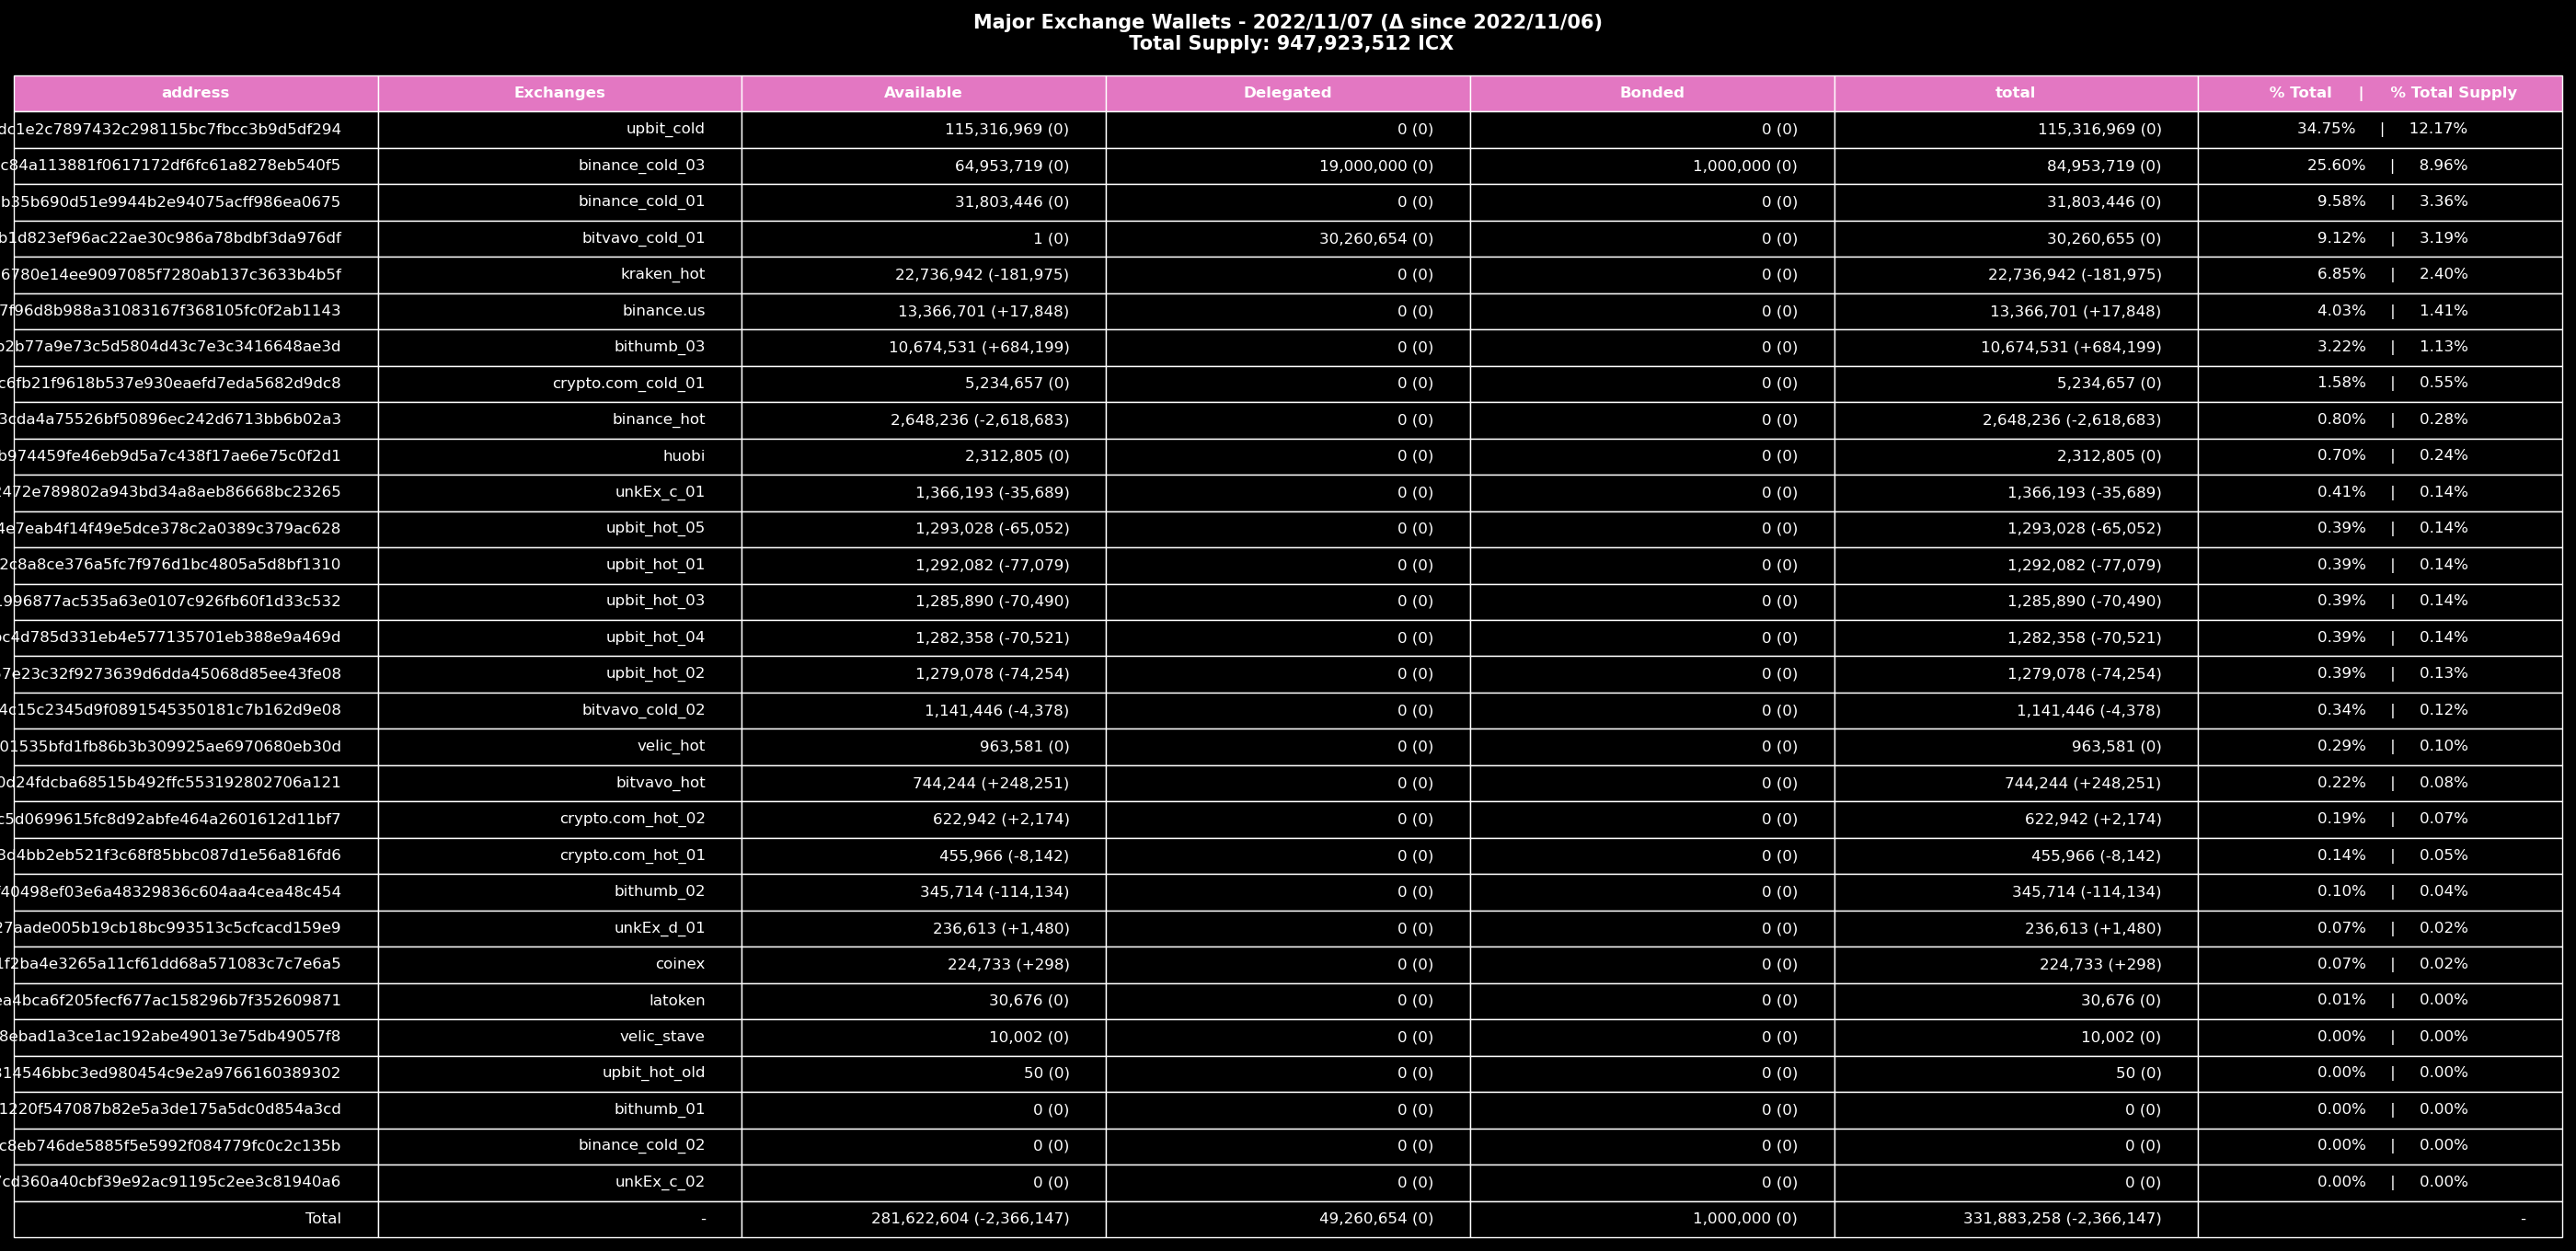 Major Exchange Wallets - 2022/11/07 (Δ since 2022/11/06)
Total Supply: 947,923,512 ICX
address Exchanges Available Delegated Bonded total % Total | % Total Supply
dc1e2c7897432c298115bc7fbcc3b9d5df294 upbit_cold 115,316,969 (0) 0 (0) 0 (0) 115,316,969 (0) 34.75% | 12.17%
c84a113881f0617172df6fc61a8278eb540f5 binance_cold_03 64,953,719 (0) 19,000,000 (0) 1,000,000 (0) 84,953,719 (0) 25.60% | 8.96%
b35b690d51e9944b2e94075acff986ea0675 binance_cold_01 31,803,446 (0) 0 (0) 0 (0) 31,803,446 (0) 9.58% | 3.36%
b1d823ef96ac22ae30c986a78bdbf3da976df bitvavo_cold_01 1 (0) 30,260,654 (0) 0 (0) 30,260,655 (0) 9.12% | 3.19%
6780e14ee9097085f7280ab137c3633b4b5f kraken_hot 22,736,942 (-181,975) 0 (0) 0 (0) 22,736,942 (-181,975) 6.85% | 2.40%
7f96d8b988a31083167f368105fc0f2ab1143 binance.us 13,366,701 (+17,848) 0 (0) 0 (0) 13,366,701 (+17,848) 4.03% | 1.41%
b2b77a9e73c5d5804d43c7e3c3416648ae3d bithumb_03 10,674,531 (+684,199) 0 (0) 0 (0) 10,674,531 (+684,199) 3.22% | 1.13%
c6fb21f9618b537e930eaefd7eda5682d9dc8 crypto.com_cold_01 5,234,657 (0) 0 (0) 0 (0) 5,234,657 (0) 1.58% | 0.55%
3cda4a75526bf50896ec242d6713bb6b02a3 binance_hot 2,648,236 (-2,618,683) 0 (0) 0 (0) 2,648,236 (-2,618,683) 0.80% | 0.28%
b974459fe46eb9d5a7c438f17ae6e75c0f2d1 huobi 2,312,805 (0) 0 (0) 0 (0) 2,312,805 (0) 0.70% | 0.24%
2472e789802a943bd34a8aeb86668bc23265 unkEx_c_01 1,366,193 (-35,689) 0 (0) 0 (0) 1,366,193 (-35,689) 0.41% | 0.14%
4e7eab4f14f49e5dce378c2a0389c379ac628 upbit_hot_05 1,293,028 (-65,052) 0 (0) 0 (0) 1,293,028 (-65,052) 0.39% | 0.14%
2c8a8ce376a5fc7f976d1bc4805a5d8bf1310 upbit_hot_01 1,292,082 (-77,079) 0 (0) 0 (0) 1,292,082 (-77,079) 0.39% | 0.14%
1996877ac535a63e0107c926fb60f1d33c532 upbit_hot_03 1,285,890 (-70,490) 0 (0) 0 (0) 1,285,890 (-70,490) 0.39% | 0.14%
bc4d785d331eb4e577135701eb388e9a469d upbit_hot_04 1,282,358 (-70,521) 0 (0) 0 (0) 1,282,358 (-70,521) 0.39% | 0.14%
57e23c32f9273639d6dda45068d85ee43fe08 upbit_hot_02 1,279,078 (-74,254) 0 (0) 0 (0) 1,279,078 (-74,254) 0.39% | 0.13%
4c15c2345d9f0891545350181c7b162d9e08 bitvavo_cold_02 1,141,446 (-4,378) 0 (0) 0 (0) 1,141,446 (-4,378) 0.34% | 0.12%
01535bfd1fb86b3b309925ae6970680eb30d velic_hot 963,581 (0) 0 (0) 0 (0) 963,581 (0) 0.29% | 0.10%
0d24fdcba68515b492ffc553192802706a121 bitvavo_hot 744,244 (+248,251) 0 (0) 0 (0) 744,244 (+248,251) 0.22% | 0.08%
c5d0699615fc8d92abfe464a2601612d11bf7 crypto.com_hot_02 622,942 (+2,174) 0 (0) 0 (0) 622,942 (+2,174) 0.19% | 0.07%
3d4bb2eb521f3c68f85bbc087d1e56a816fd6 crypto.com_hot_01 455,966 (-8,142) 0 (0) 0 (0) 455,966 (-8,142) 0.14% | 0.05%
f40498ef03e6a48329836c604aa4cea48c454 bithumb_02 345,714 (-114,134) 0 (0) 0 (0) 345,714 (-114,134) 0.10% | 0.04%
27aade005b19cb18bc993513c5cfcacd159e9 unkEx_d_01 236,613 (+1,480) 0 (0) 0 (0) 236,613 (+1,480) 0.07% | 0.02%
1f2ba4e3265a11cf61dd68a571083c7c7e6a5 coinex 224,733 (+298) 0 (0) 0 (0) 224,733 (+298) 0.07% | 0.02%
ea4bca6f205fecf677ac158296b7f352609871 latoken 30,676 (0) 0 (0) 0 (0) 30,676 (0) 0.01% | 0.00%
8ebad1a3ce1ac192abe49013e75db49057f8 velic_stave 10,002 (0) 0 (0) 0 (0) 10,002 (0) 0.00% | 0.00%
314546bbc3ed980454c9e2a9766160389302 upbit_hot_old 50 (0) 0 (0) 0 (0) 50 (0) 0.00% | 0.00%
1220f547087b82e5a3de175a5dc0d854a3cd bithumb_01 0 (0) 0 (0) 0 (0) 0 (0) 0.00% | 0.00%
c8eb746de5885f5e5992f084779fc0c2c135b binance_cold_02 0 (0) 0 (0) 0 (0) 0 (0) 0.00% | 0.00%
7cd360a40cbf39e92ac91195c2ee3c81940a6 unkEx_c_02 0 (0) 0 (0) 0 (0) 0 (0) 0.00% | 0.00%
Total - 281,622,604 (-2,366,147) 49,260,654 (0) 1,000,000 (0) 331,883,258 (-2,366,147) -